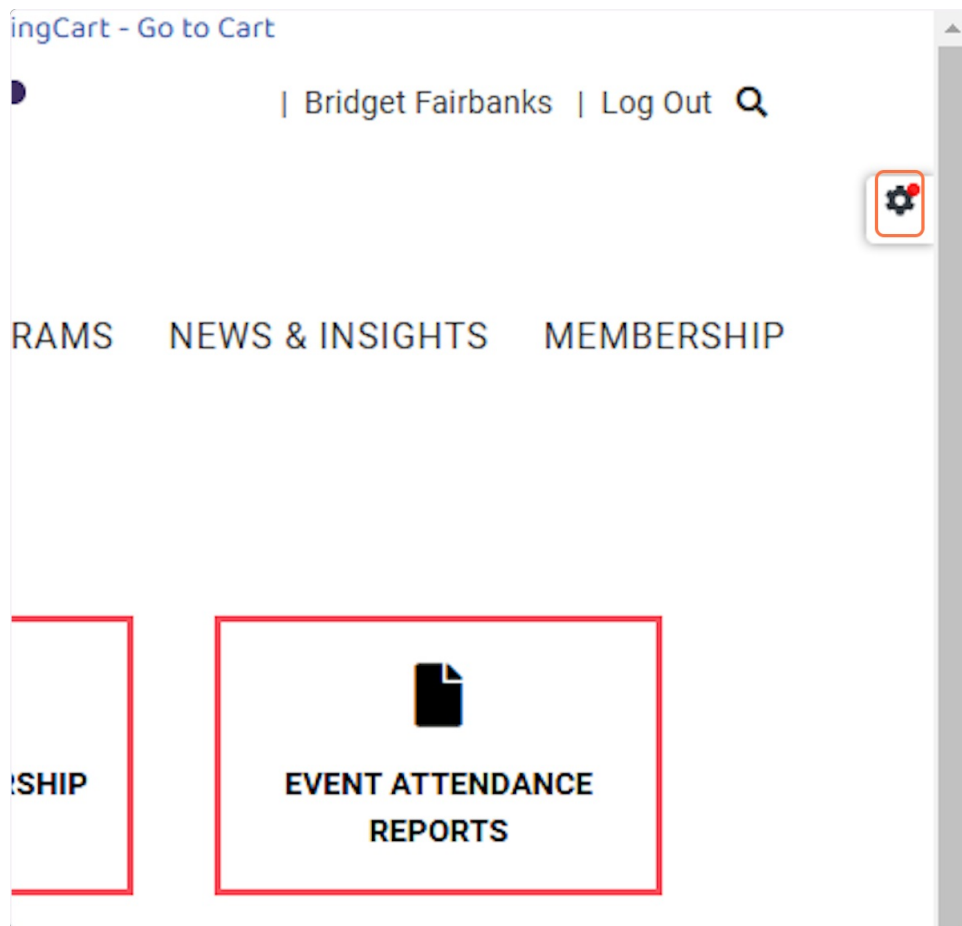 ingCart - Go to Cart
| Bridget Fairbanks | Log Out
RAMS NEWS & INSIGHTS MEMBERSHIP
RSHIP
EVENT ATTENDANCE
REPORTS